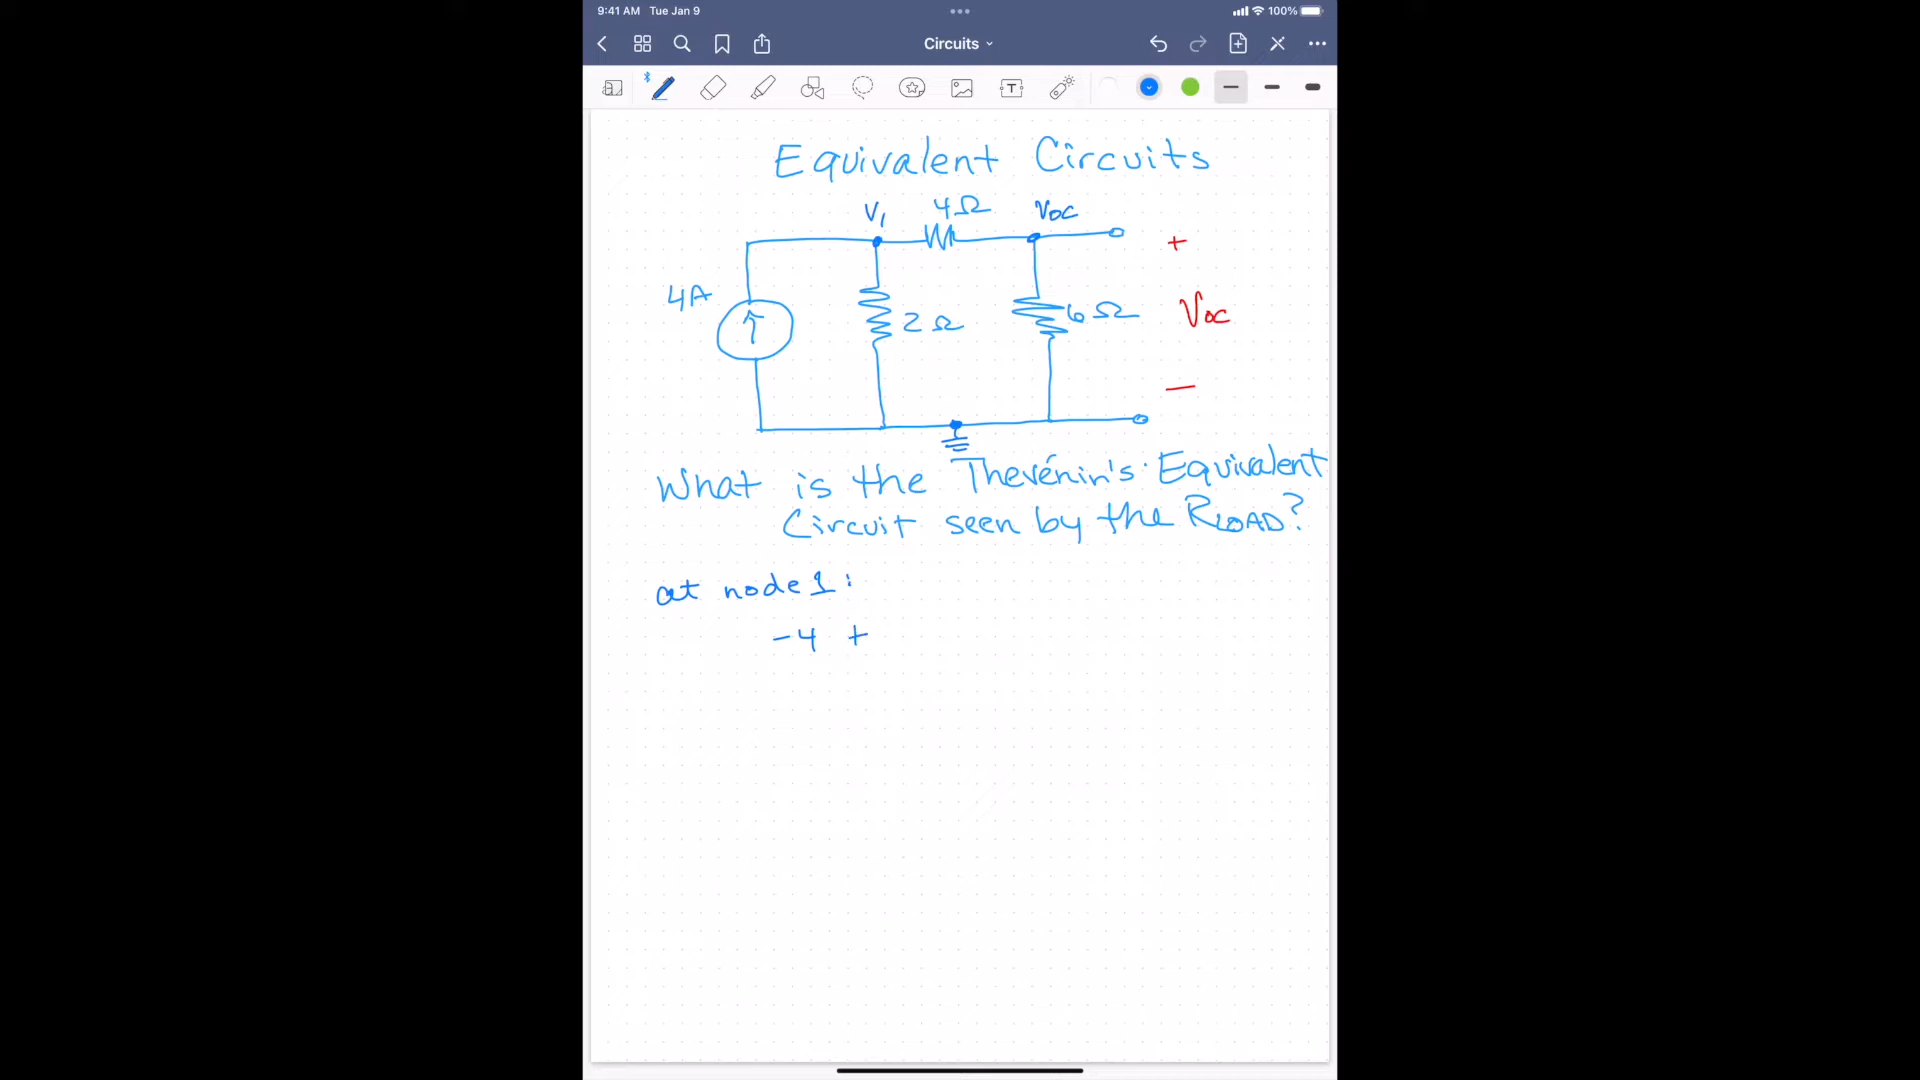 9:41 AM Tue Jan 9
100%
Circuits
T
Equivalent Circuits
V₁
4Ω
Voc
+
4A
2Ω
6Ω
Voc
—
What is the Thevénin's Equivalent
Circuit seen by the RLOAD?
at node 1:
-4 +